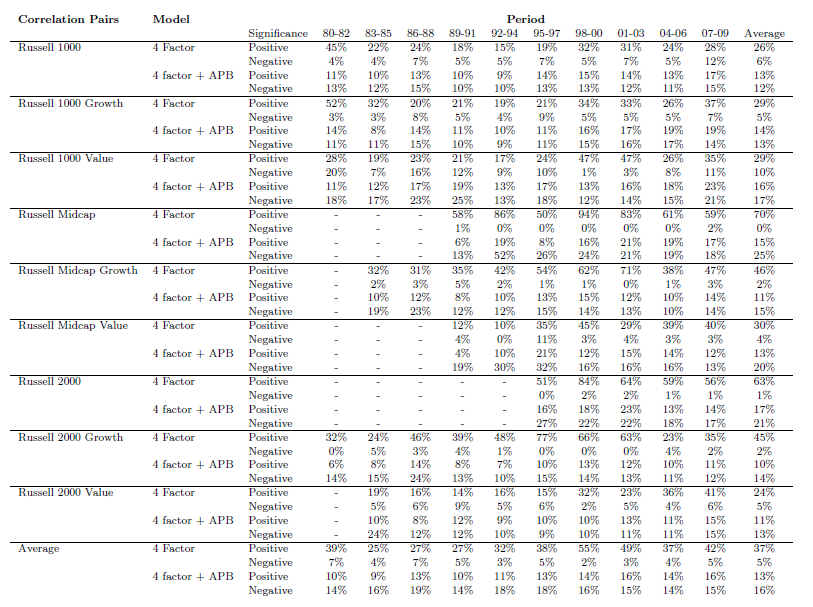 Correlation Pairs Model Period
Significance 80-82 83-85 86-88 89-91 92-94 95-97 98-00 01-03 04-06 07-09 Average
Russell 1000 4 Factor Positive 45% 22% 24% 18% 15% 19% 32% 31% 24% 28% 26%
Negative 4% 4% 7% 5% 5% 7% 5% 7% 5% 12% 6%
4 factor + APB Positive 11% 10% 13% 10% 9% 14% 15% 14% 13% 17% 13%
Negative 13% 12% 15% 10% 10% 13% 13% 12% 11% 15% 12%
Russell 1000 Growth 4 Factor Positive 52% 32% 20% 21% 19% 21% 34% 33% 26% 37% 29%
Negative 3% 3% 8% 5% 4% 9% 5% 5% 5% 7% 5%
4 factor + APB Positive 14% 8% 14% 11% 10% 11% 16% 17% 19% 19% 14%
Negative 11% 11% 15% 10% 9% 11% 15% 16% 17% 14% 13%
Russell 1000 Value 4 Factor Positive 28% 19% 23% 21% 17% 24% 47% 47% 26% 35% 29%
Negative 20% 7% 16% 12% 9% 10% 1% 3% 8% 11% 10%
4 factor + APB Positive 11% 12% 17% 19% 13% 17% 13% 16% 18% 23% 16%
Negative 18% 17% 23% 25% 13% 18% 12% 14% 15% 21% 17%
Russell Midcap 4 Factor Positive - - - 58% 86% 50% 94% 83% 61% 59% 70%
Negative - - - 1% 0% 0% 0% 0% 0% 2% 0%
4 factor + APB Positive - - - 6% 19% 8% 16% 21% 19% 17% 15%
Negative - - - 13% 52% 26% 24% 21% 19% 18% 25%
Russell Midcap Growth 4 Factor Positive - 32% 31% 35% 42% 54% 62% 71% 38% 47% 46%
Negative - 2% 3% 5% 2% 1% 1% 0% 1% 3% 2%
4 factor + APB Positive - 10% 12% 8% 10% 13% 15% 12% 10% 14% 11%
Negative - 19% 23% 12% 12% 15% 14% 13% 10% 14% 15%
Russell Midcap Value 4 Factor Positive - - - 12% 10% 35% 45% 29% 39% 40% 30%
Negative - - - 4% 0% 11% 3% 4% 3% 3% 4%
4 factor + APB Positive - - - 4% 10% 21% 12% 15% 14% 12% 13%
Negative - - - 19% 30% 32% 16% 16% 16% 13% 20%
Russell 2000 4 Factor Positive - - - - - 51% 84% 64% 59% 56% 63%
Negative - - - - - 0% 2% 2% 1% 1% 1%
4 factor + APB Positive - - - - - 16% 18% 23% 13% 14% 17%
Negative - - - - - 27% 22% 22% 18% 17% 21%
Russell 2000 Growth 4 Factor Positive 32% 24% 46% 39% 48% 77% 66% 63% 23% 35% 45%
Negative 0% 5% 3% 4% 1% 0% 0% 0% 4% 2% 2%
4 factor + APB Positive 6% 8% 14% 8% 7% 10% 13% 12% 10% 11% 10%
Negative 14% 15% 24% 13% 10% 15% 14% 13% 11% 12% 14%
Russell 2000 Value 4 Factor Positive - 19% 16% 14% 16% 15% 32% 23% 36% 41% 24%
Negative - 5% 6% 9% 5% 6% 2% 5% 4% 6% 5%
4 factor + APB Positive - 10% 8% 12% 9% 10% 10% 13% 11% 15% 11%
Negative - 24% 12% 12% 10% 9% 10% 11% 11% 15% 13%
Average 4 Factor Positive 39% 25% 27% 27% 32% 38% 55% 49% 37% 42% 37%
Negative 7% 4% 7% 5% 3% 5% 2% 3% 4% 5% 5%
4 factor + APB Positive 10% 9% 13% 10% 11% 13% 14% 16% 14% 16% 13%
Negative 14% 16% 19% 14% 18% 18% 16% 15% 14% 15% 16%